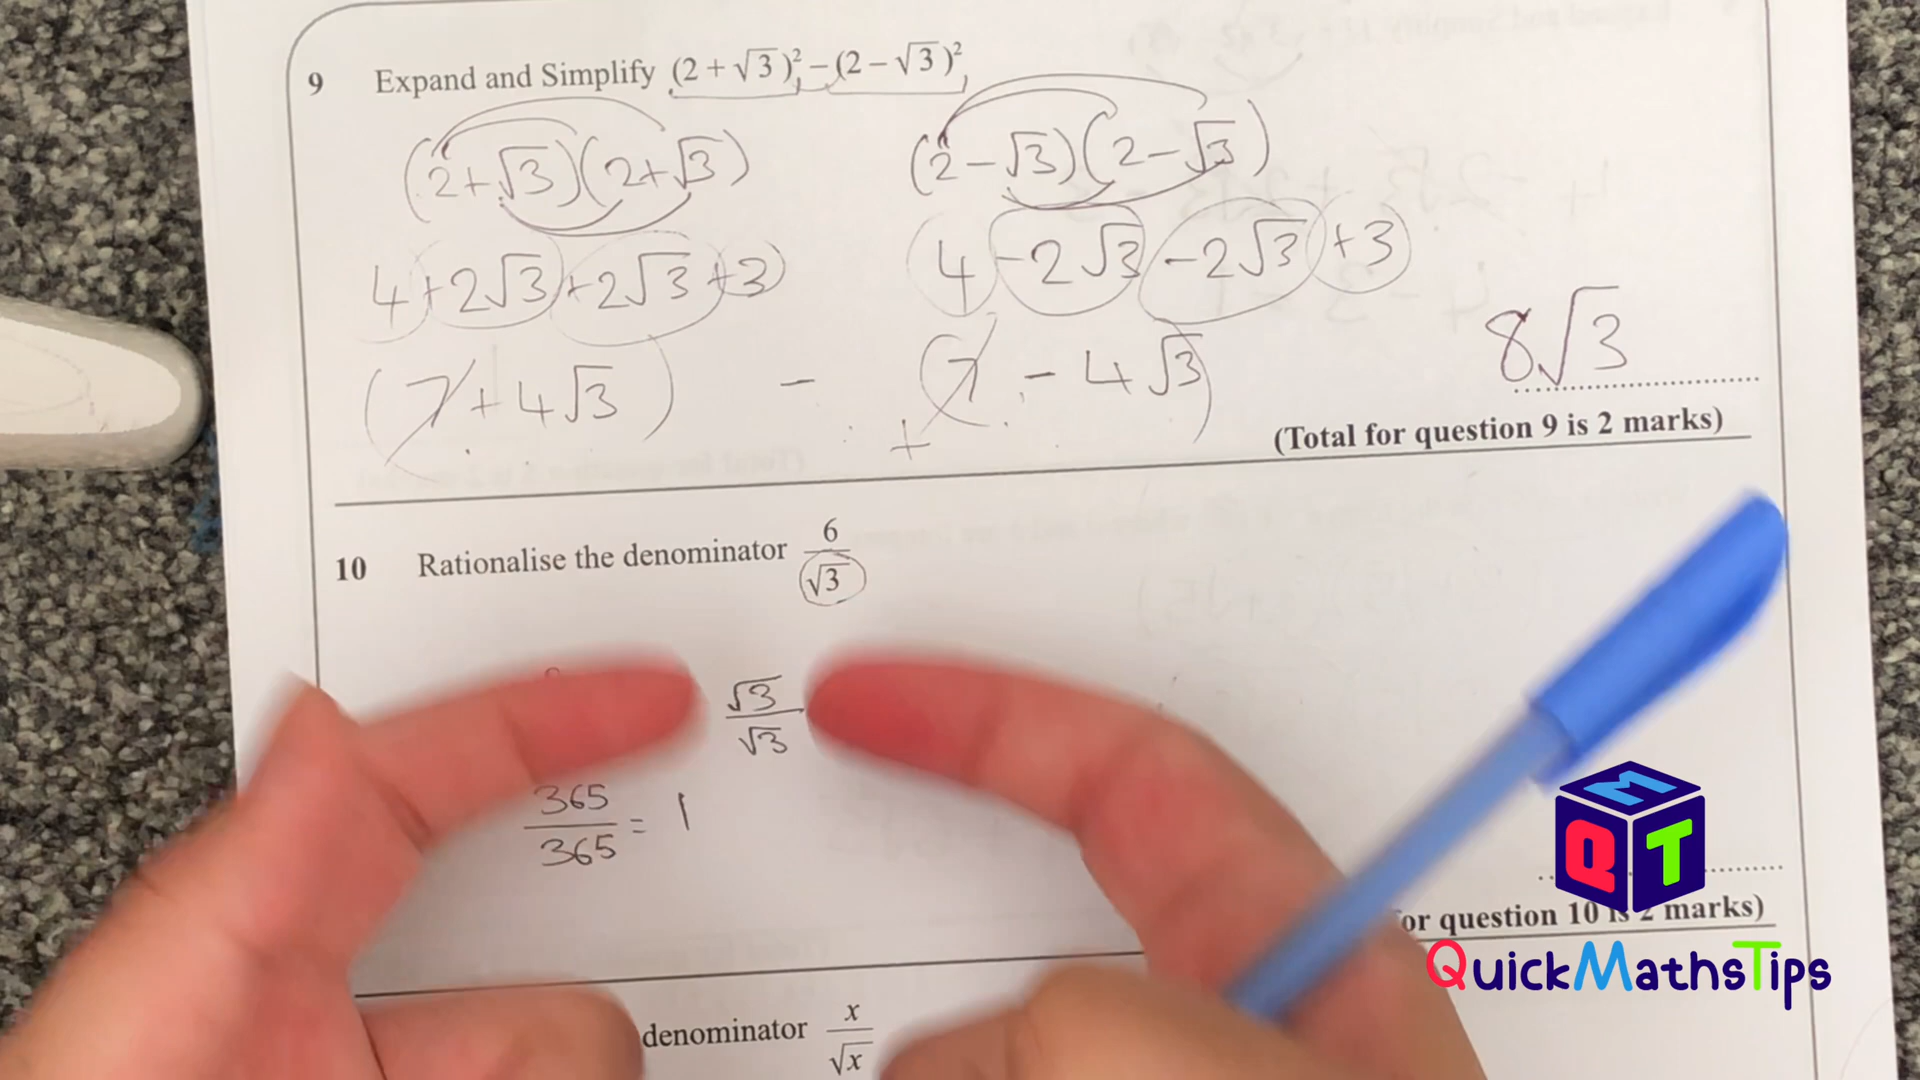 9 Expand and Simplify (2 + √3)² – (2 – √3)²
(2+√3)(2+√3) (2-√3)(2-√3)
4+2√3+2√3+3 4-2√3-2√3+3
(7+4√3) - (7-4√3)
+
8√3
(Total for question 9 is 2 marks)
10 Rationalise the denominator 6/√3
√3/√3
365/365 = 1
QT
or question 10 is 2 marks)
QuickMathsTips
denominator x/√x